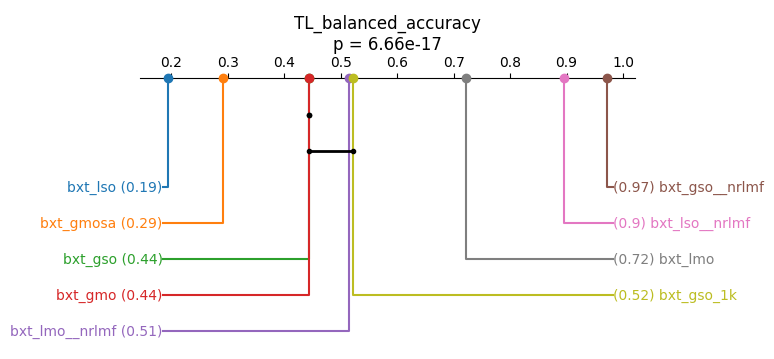 TL_balanced_accuracy
p = 6.66e-17
0.2 0.3 0.4 0.5 0.6 0.7 0.8 0.9 1.0
bxt_lso (0.19)
(0.97) bxt_gso__nrlmf
bxt_gmosa (0.29)
(0.9) bxt_lso__nrlmf
bxt_gso (0.44)
(0.72) bxt_lmo
bxt_gmo (0.44)
(0.52) bxt_gso_1k
bxt_lmo__nrlmf (0.51)